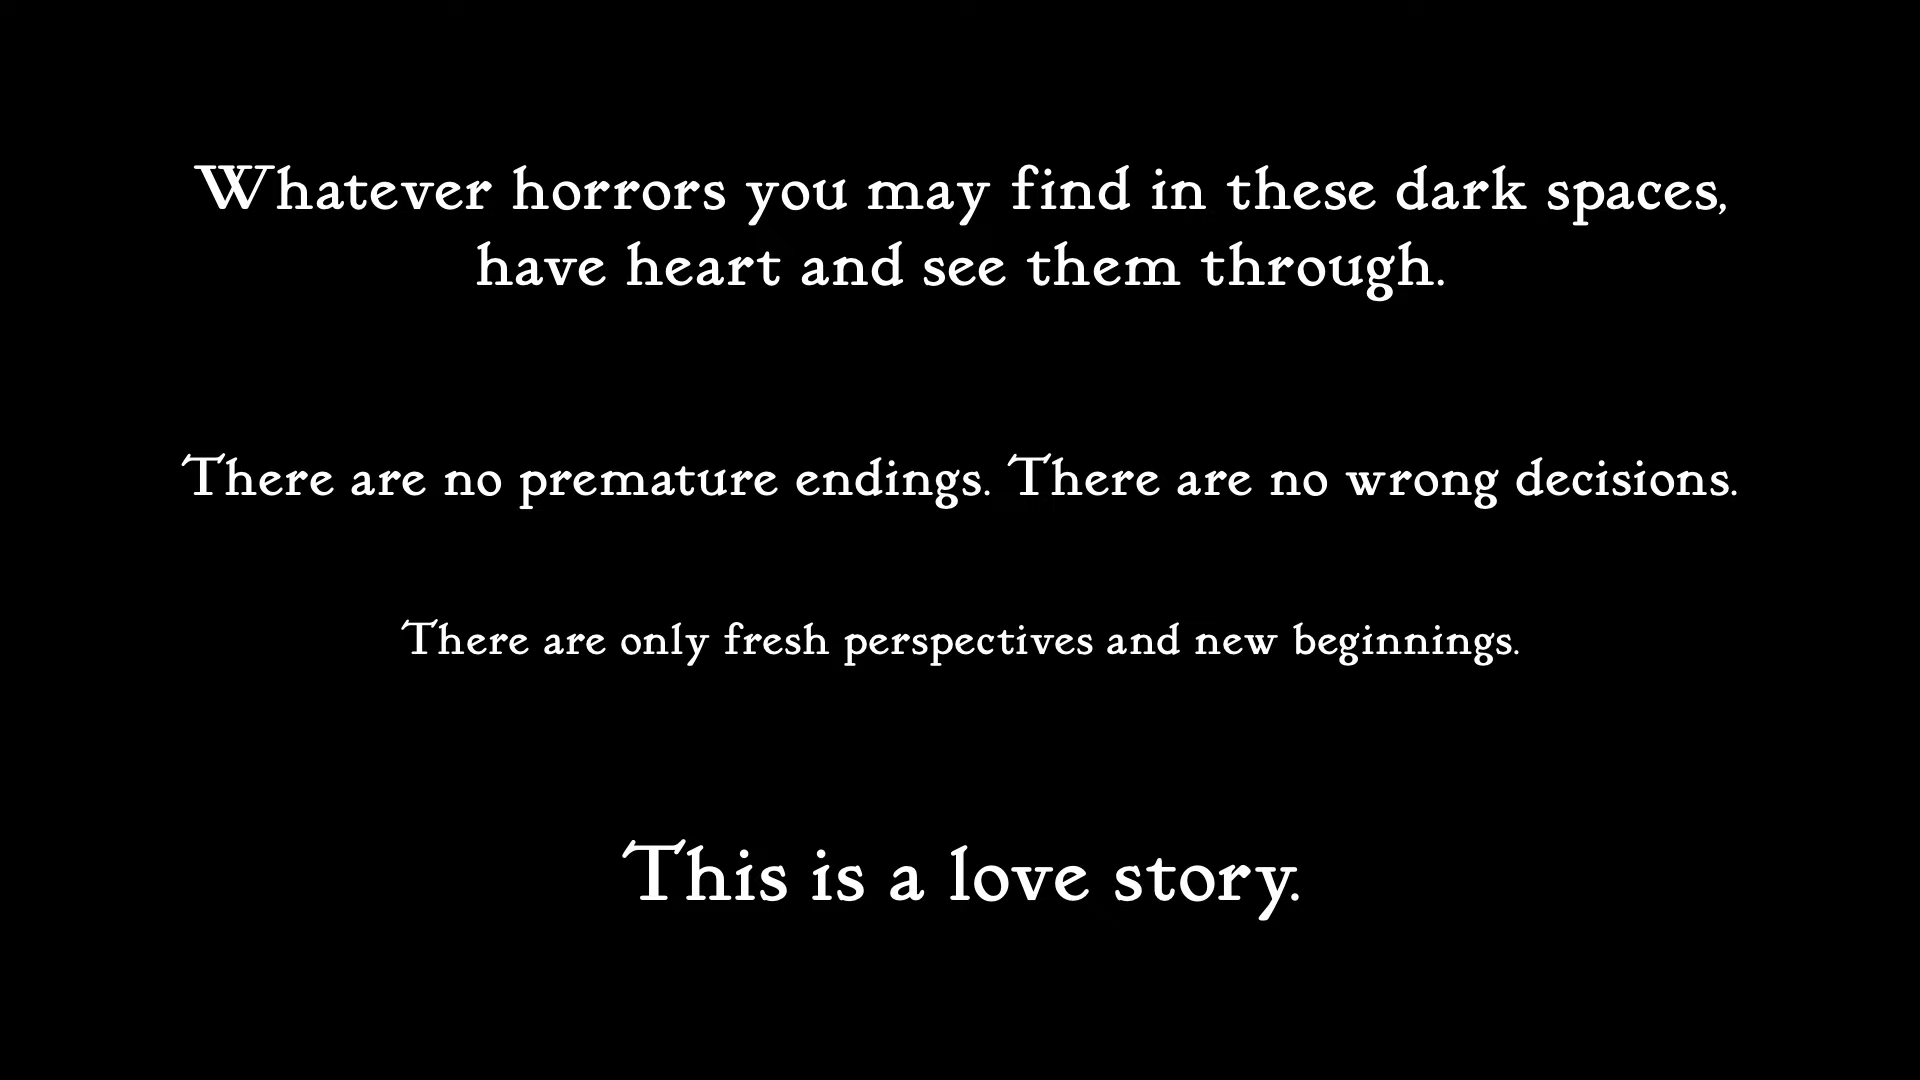 Whatever horrors you may find in these dark spaces,
have heart and see them through.
There are no premature endings. There are no wrong decisions.
There are only fresh perspectives and new beginnings.
This is a love story.